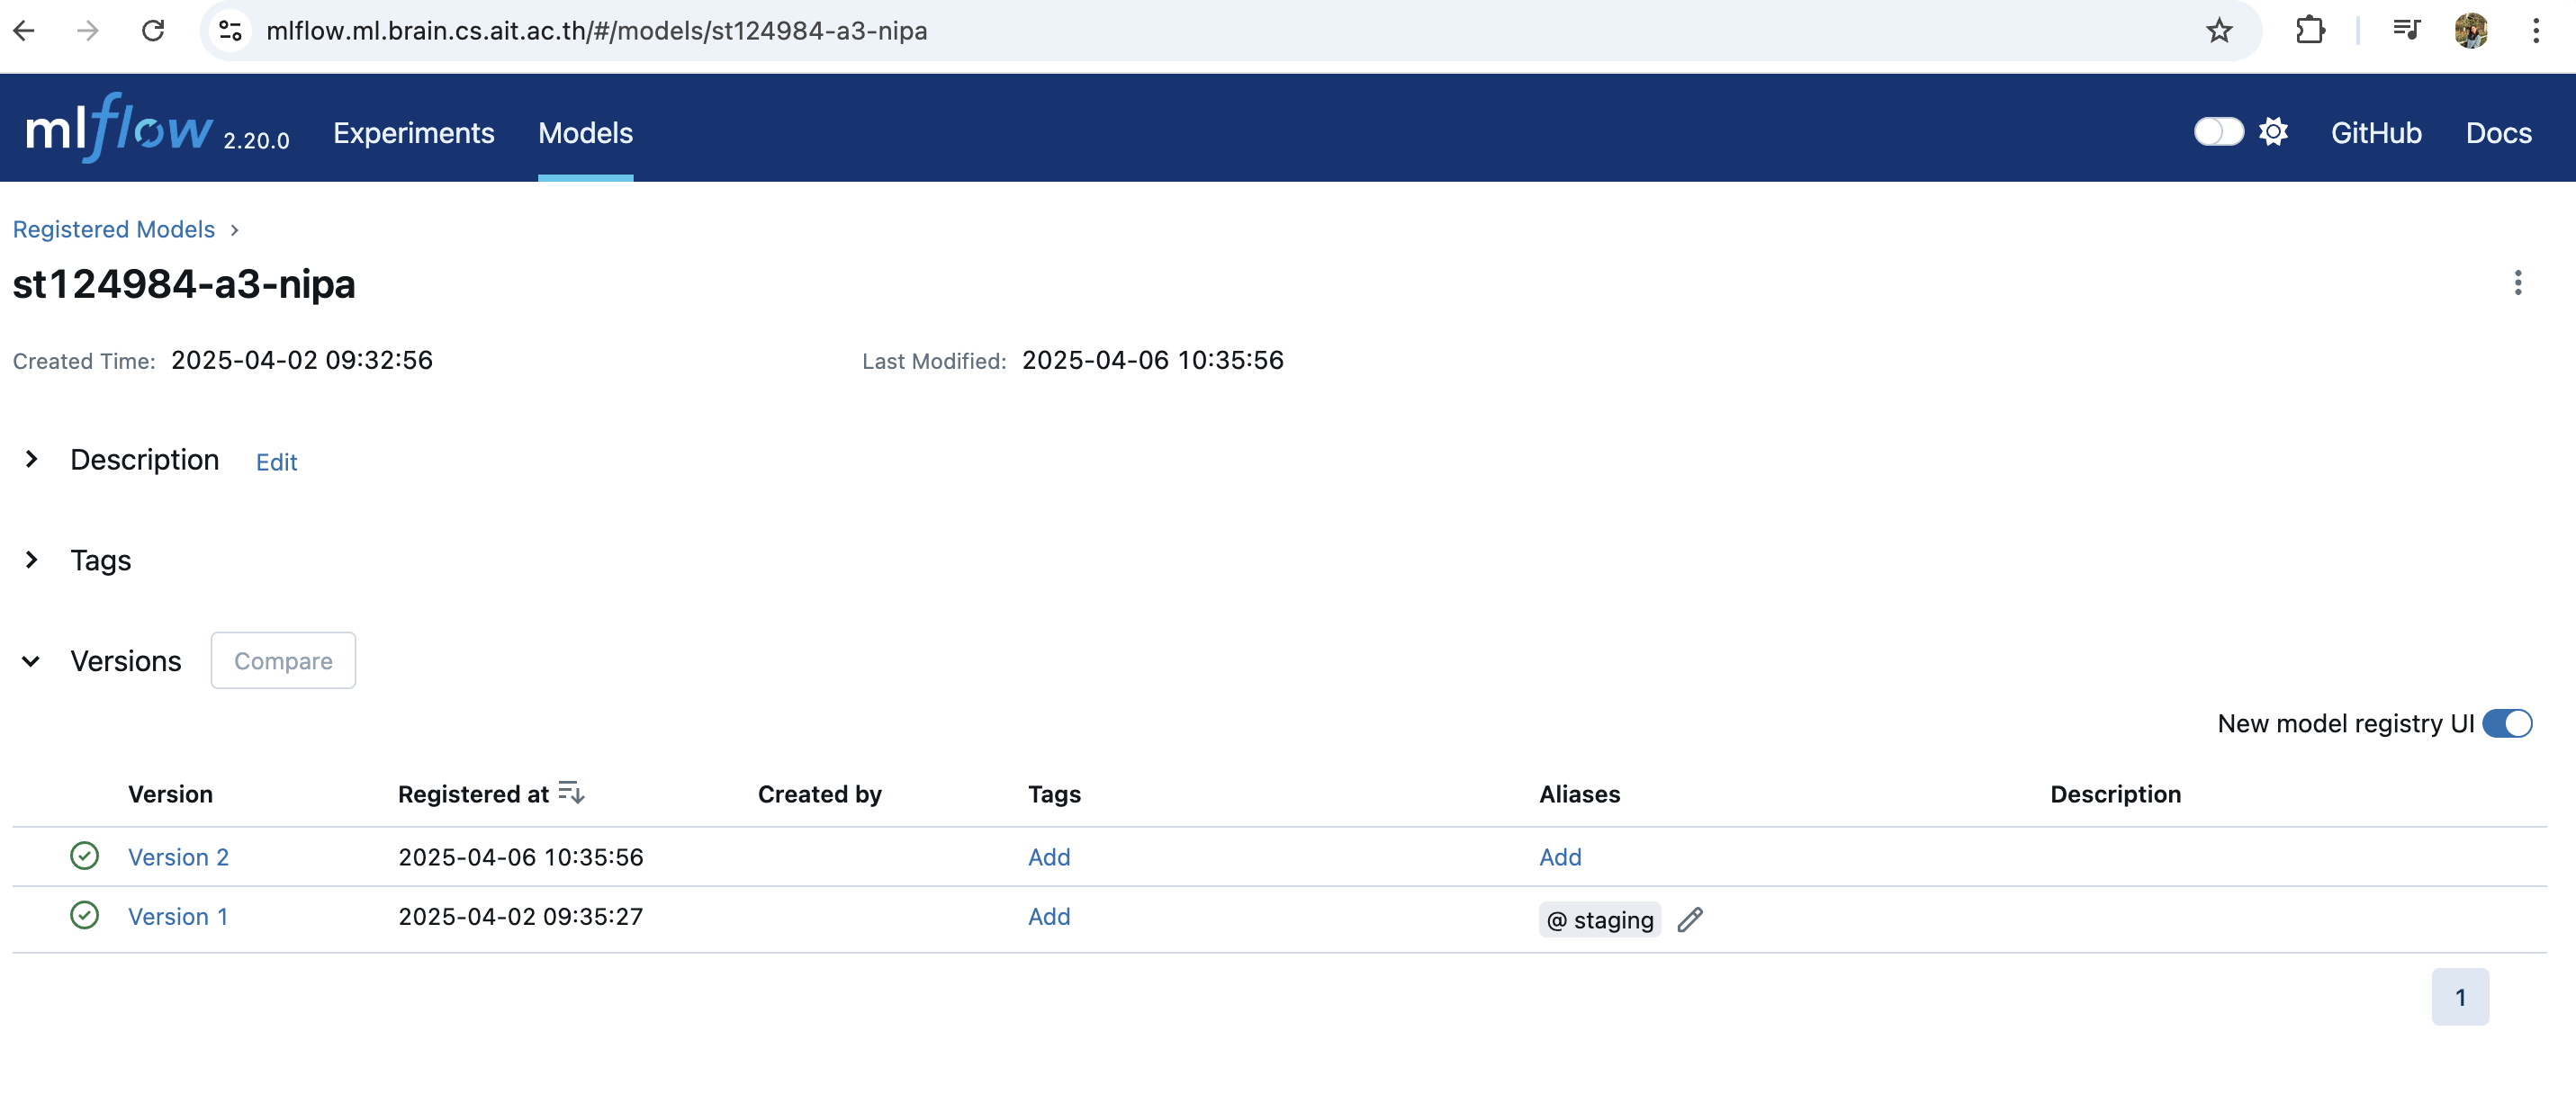 mlflow.ml.brain.cs.ait.ac.th/#/models/st124984-a3-nipa
mlflow 2.20.0 Experiments Models GitHub Docs
Registered Models
st124984-a3-nipa
Created Time: 2025-04-02 09:32:56 Last Modified: 2025-04-06 10:35:56
Description Edit
Tags
Versions Compare
New model registry UI
Version Registered at Created by Tags Aliases Description
Version 2 2025-04-06 10:35:56 Add Add
Version 1 2025-04-02 09:35:27 Add @ staging
1